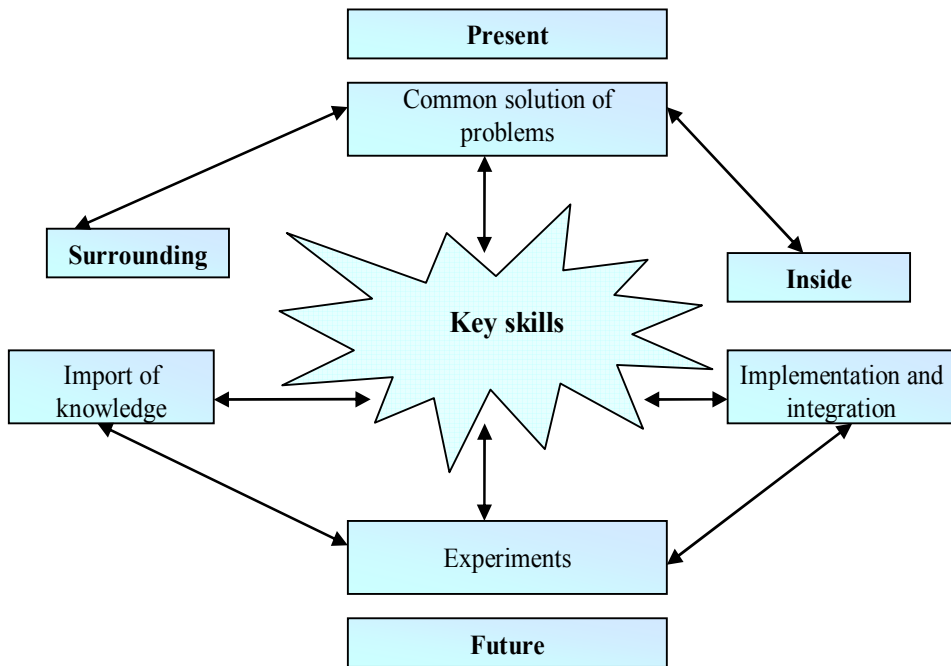 Present
Common solution of
problems
Surrounding
Inside
Key skills
Import of
knowledge
Implementation and
integration
Experiments
Future